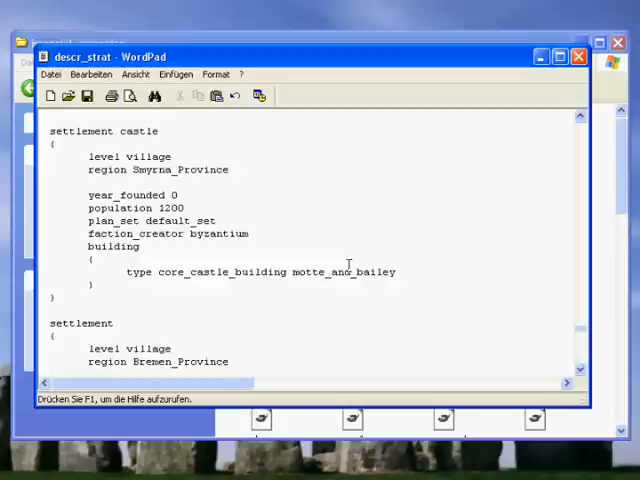 descr_strat - WordPad
Datei Bearbeiten Ansicht Einfügen Format ?
settlement castle
{
level village
region Smyrna_Province
year_founded 0
population 1200
plan_set default_set
faction_creator byzantium
building
{
type core_castle_building motte_and_bailey
}
}
settlement
{
level village
region Bremen_Province
Drücken Sie F1, um die Hilfe aufzurufen.